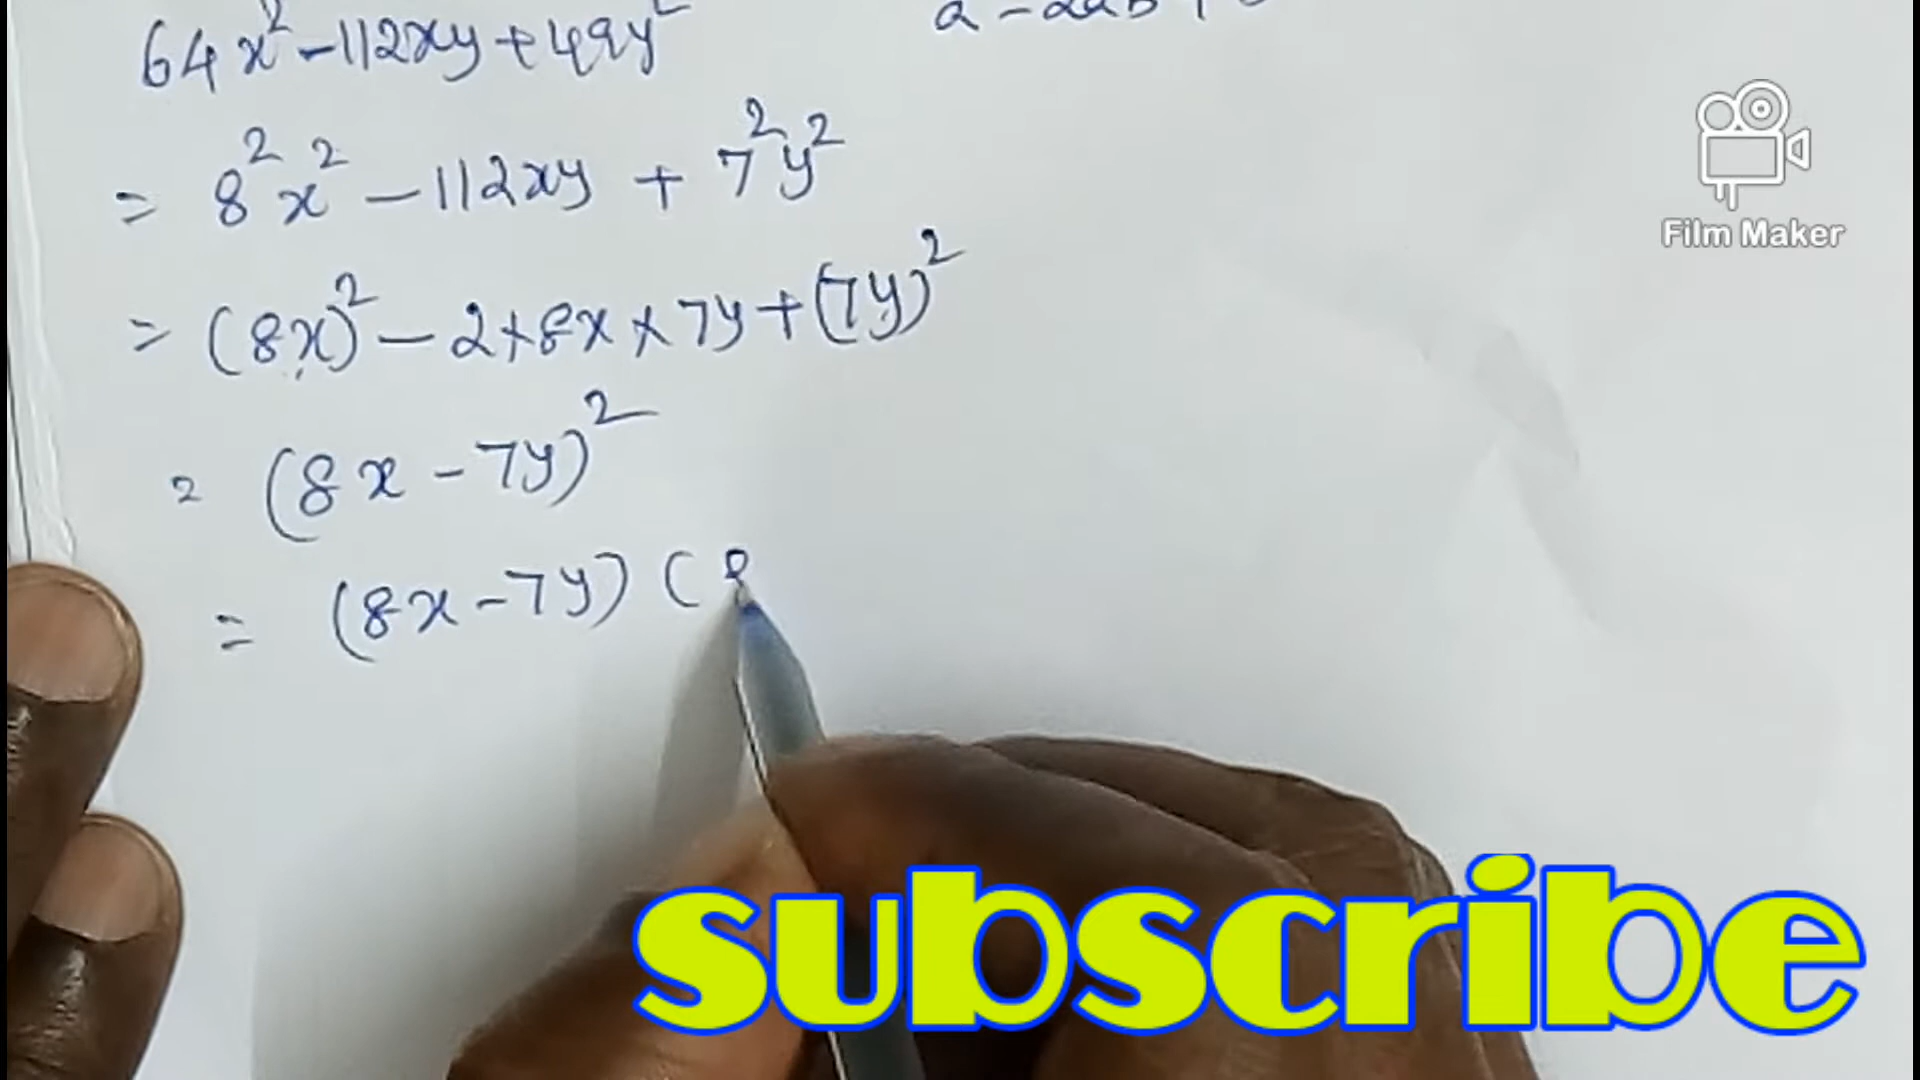 64x² - 112xy + 49y²
= 8²x² - 112xy + 7²y²
= (8x)² - 2 × 8x × 7y + (7y)²
= (8x - 7y)²
= (8x - 7y) ( 8
Film Maker
subscribe